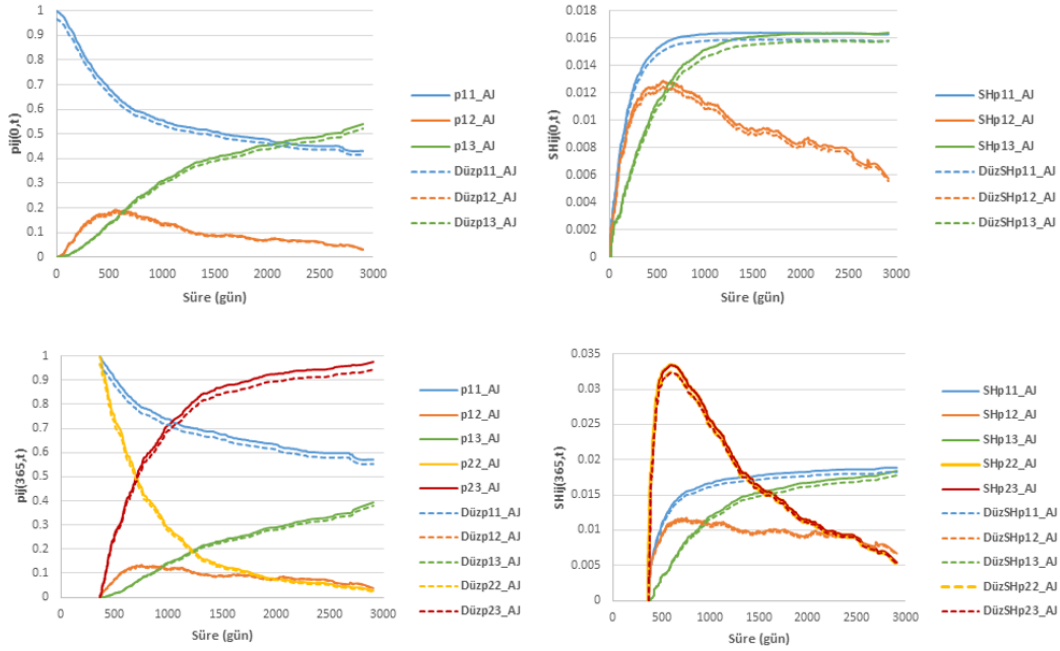 pij(0,t)
1
0.9
0.8
0.7
0.6
0.5
0.4
0.3
0.2
0.1
0
0 500 1000 1500 2000 2500 3000
Süre (gün)
p11_AJ
p12_AJ
p13_AJ
Düzp11_AJ
Düzp12_AJ
Düzp13_AJ
SHij(0,t)
0.018
0.016
0.014
0.012
0.010
0.008
0.006
0.004
0.002
0
0 500 1000 1500 2000 2500 3000
Süre (gün)
SHp11_AJ
SHp12_AJ
SHp13_AJ
DüzSHp11_AJ
DüzSHp12_AJ
DüzSHp13_AJ
pij(365,t)
1
0.9
0.8
0.7
0.6
0.5
0.4
0.3
0.2
0.1
0
0 500 1000 1500 2000 2500 3000
Süre (gün)
p11_AJ
p12_AJ
p13_AJ
p22_AJ
p23_AJ
Düzp11_AJ
Düzp12_AJ
Düzp13_AJ
Düzp22_AJ
Düzp23_AJ
SHij(365,t)
0.035
0.03
0.025
0.02
0.015
0.01
0.005
0
0 500 1000 1500 2000 2500 3000
Süre (gün)
SHp11_AJ
SHp12_AJ
SHp13_AJ
SHp22_AJ
SHp23_AJ
DüzSHp11_AJ
DüzSHp12_AJ
DüzSHp13_AJ
DüzSHp22_AJ
DüzSHp23_AJ